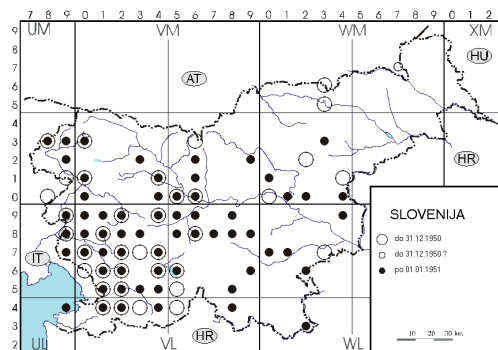 7 8 9 0 1 2 3 4 5 6 7 8 9 0 1 2 3 4 5 6 7 8 9 0 1 2
9 UM VM WM XM
8
7 AT HU
6
5
4
3
2 HR
1
0
9 SLOVENIJA
8 do 31.12.1950
7 IT do 31.12.1950 ?
6 po 01.01.1951
5
4
3 HR 10 20 30 km
2 UL VL WL